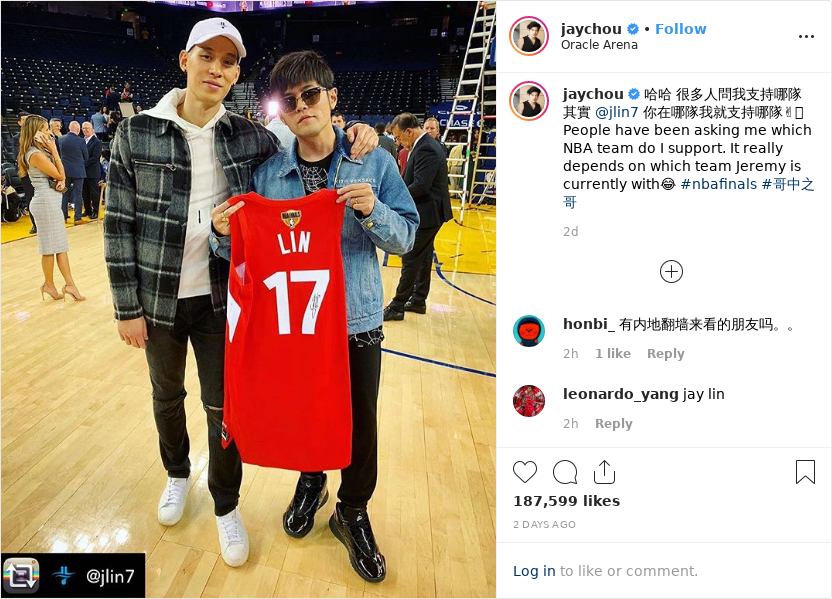 LIN
17
@jlin7
jaychou • Follow
Oracle Arena
jaychou 哈哈 很多人問我支持哪隊
其實 @jlin7 你在哪隊我就支持哪隊✌
People have been asking me which
NBA team do I support. It really
depends on which team Jeremy is
currently with😂 #nbafinals #哥中之
哥
2d
honbi_ 有内地翻墙来看的朋友吗。。
2h 1 like Reply
leonardo_yang jay lin
2h Reply
187,599 likes
2 DAYS AGO
Log in to like or comment.